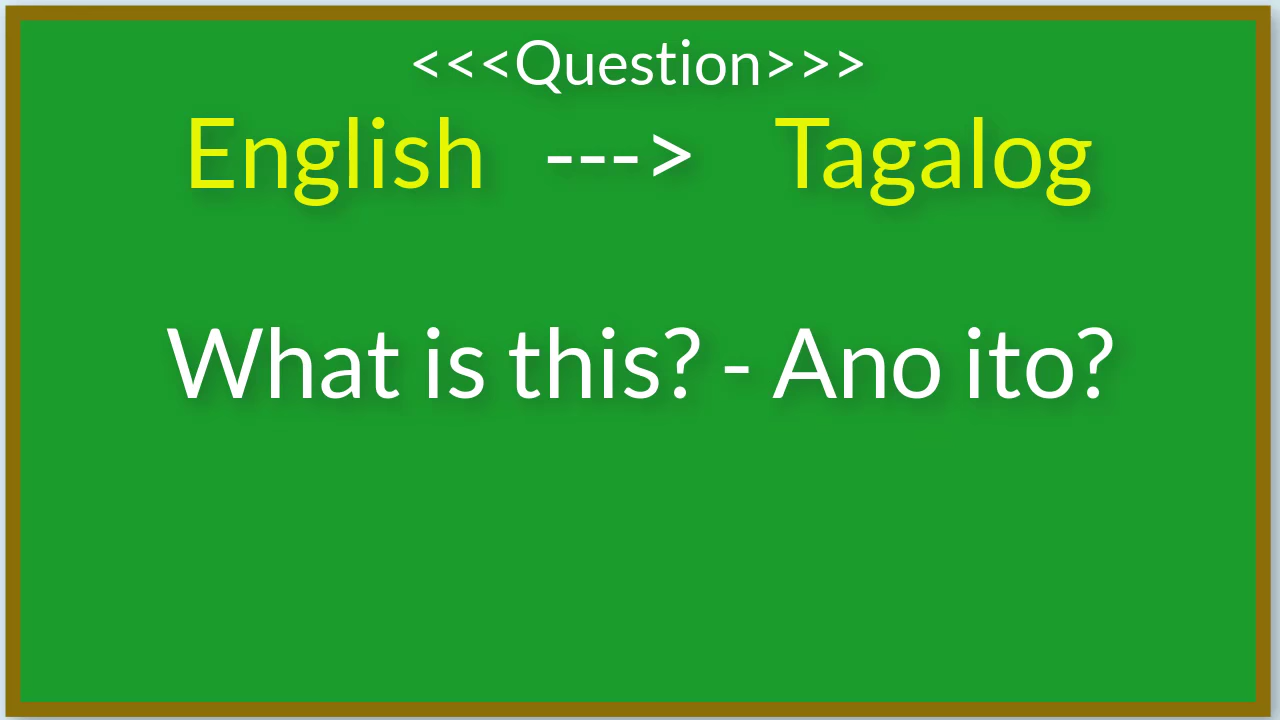 <<<Question>>>
English ---> Tagalog
What is this? - Ano ito?